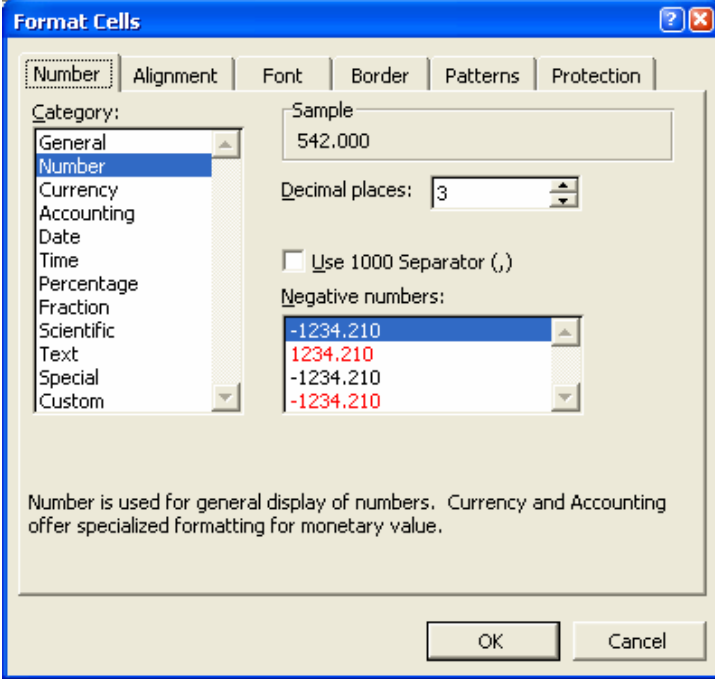 Format Cells
Number Alignment Font Border Patterns Protection
Category:
General
Number
Currency
Accounting
Date
Time
Percentage
Fraction
Scientific
Text
Special
Custom
Sample
542.000
Decimal places: 3
Use 1000 Separator (,)
Negative numbers:
-1234.210
1234.210
-1234.210
-1234.210
Number is used for general display of numbers. Currency and Accounting
offer specialized formatting for monetary value.
OK Cancel